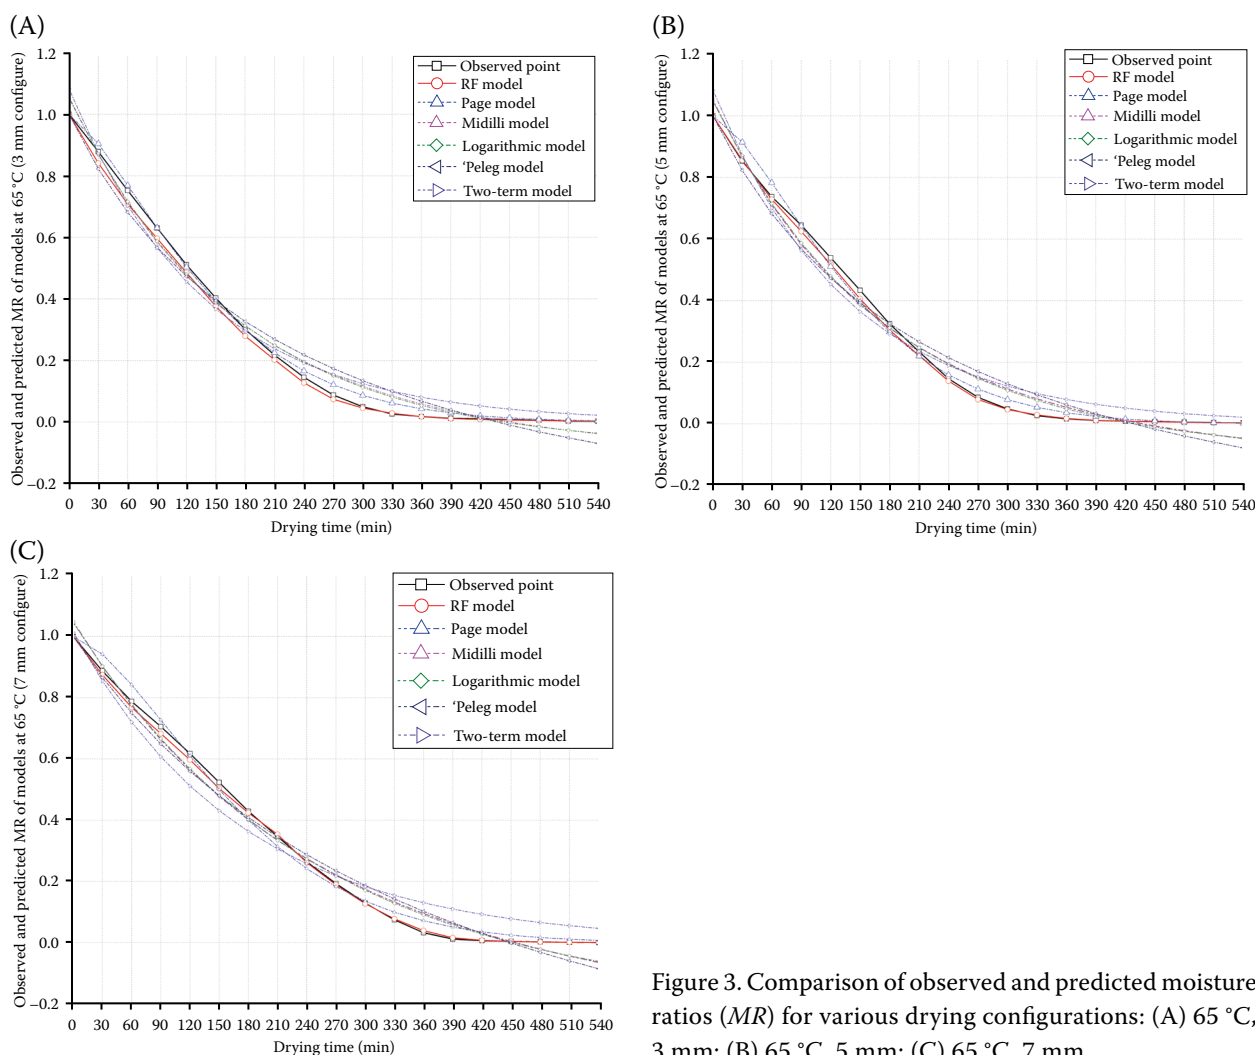 (A)
Observed and predicted MR of models at 65 °C (3 mm configure)
1.2
1.0
0.8
0.6
0.4
0.2
0.0
−0.2
0 30 60 90 120 150 180 210 240 270 300 330 360 390 420 450 480 510 540
Drying time (min)
Observed point
RF model
Page model
Midilli model
Logarithmic model
‘Peleg model
Two-term model
(B)
Observed and predicted MR of models at 65 °C (5 mm configure)
1.2
1.0
0.8
0.6
0.4
0.2
0.0
−0.2
0 30 60 90 120 150 180 210 240 270 300 330 360 390 420 450 480 510 540
Drying time (min)
Observed point
RF model
Page model
Midilli model
Logarithmic model
‘Peleg model
Two-term model
(C)
Observed and predicted MR of models at 65 °C (7 mm configure)
1.2
1.0
0.8
0.6
0.4
0.2
0.0
−0.2
0 30 60 90 120 150 180 210 240 270 300 330 360 390 420 450 480 510 540
Drying time (min)
Observed point
RF model
Page model
Midilli model
Logarithmic model
‘Peleg model
Two-term model
Figure 3. Comparison of observed and predicted moisture
ratios (MR) for various drying configurations: (A) 65 °C,
3 mm; (B) 65 °C, 5 mm; (C) 65 °C, 7 mm